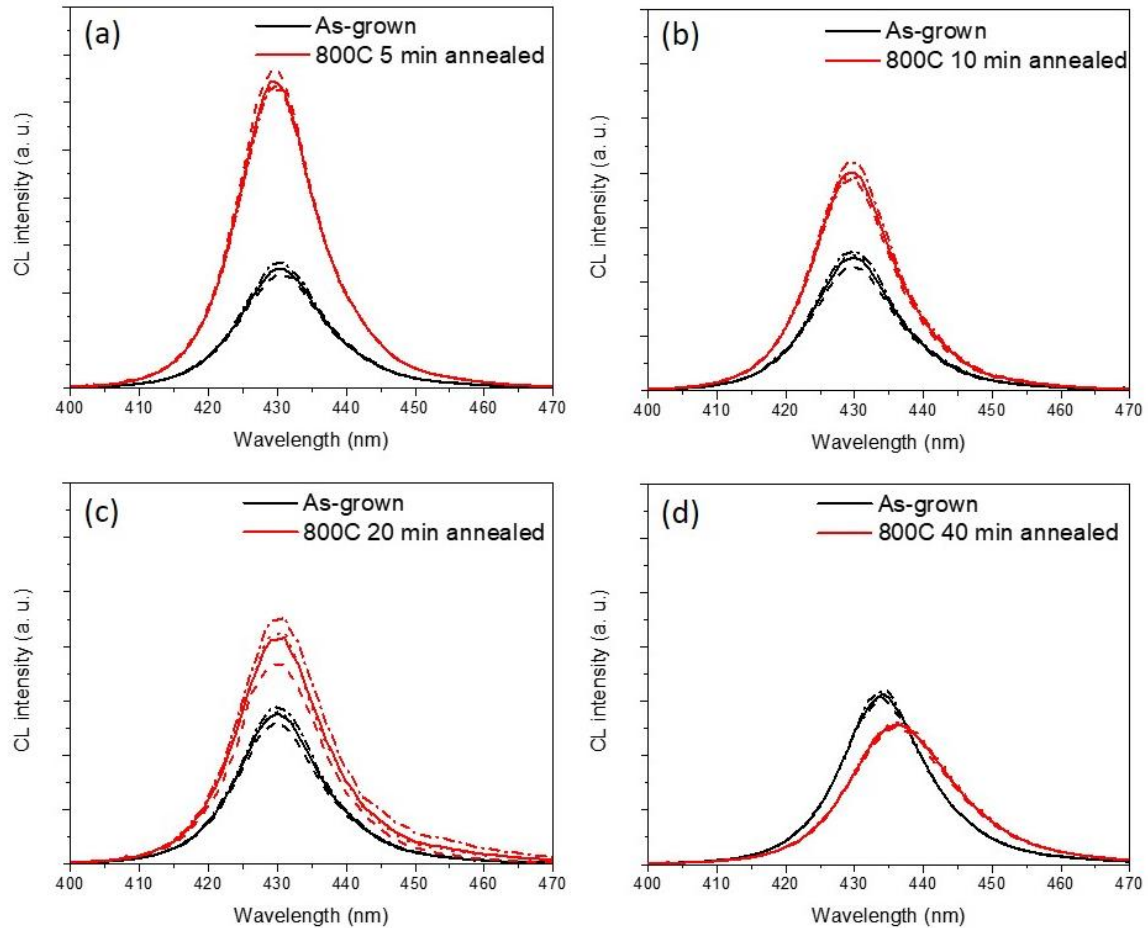 (a)
As-grown
800C 5 min annealed
CL intensity (a. u.)
400 410 420 430 440 450 460 470
Wavelength (nm)
(b)
As-grown
800C 10 min annealed
CL intensity (a. u.)
400 410 420 430 440 450 460 470
Wavelength (nm)
(c)
As-grown
800C 20 min annealed
CL intensity (a. u.)
400 410 420 430 440 450 460 470
Wavelength (nm)
(d)
As-grown
800C 40 min annealed
CL intensity (a. u.)
400 410 420 430 440 450 460 470
Wavelength (nm)